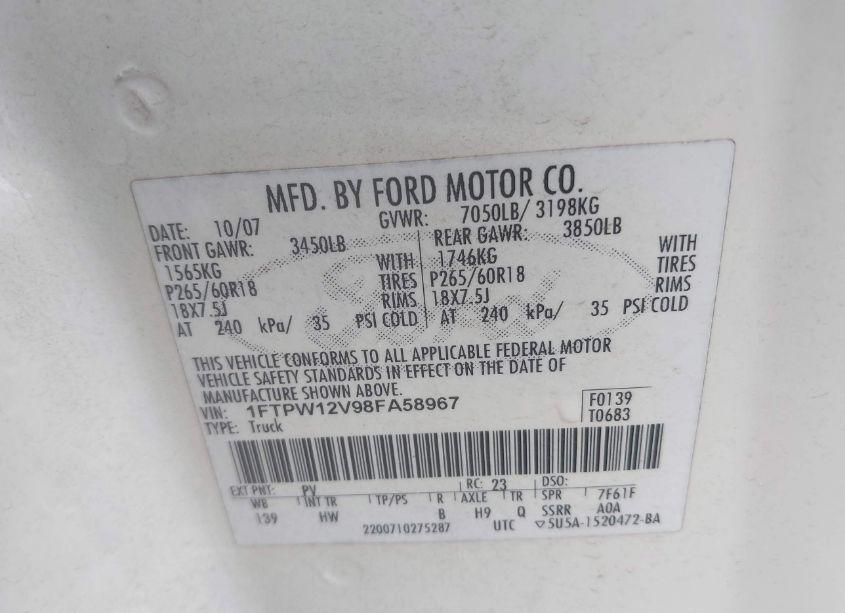 MFD. BY FORD MOTOR CO.
DATE: 10/07 GVWR: 7050LB/ 3198KG
FRONT GAWR: 3450LB REAR GAWR: 3850LB
1565KG WITH 1746KG WITH
P265/60R18 TIRES P265/60R18 TIRES
18X7.5J RIMS 18X7.5J RIMS
AT 240 kPa/ 35 PSI COLD AT 240 kPa/ 35 PSI COLD
THIS VEHICLE CONFORMS TO ALL APPLICABLE FEDERAL MOTOR
VEHICLE SAFETY STANDARDS IN EFFECT ON THE DATE OF
MANUFACTURE SHOWN ABOVE.
VIN: 1FTPW12V98FA58967 F0139
TYPE: Truck T0683
EXT PNT: PV RC: 23 DSO:
WB INT TR TP/PS R AXLE TR SPR 7F61F
139 HW B H9 Q SSRR A0A
2200710275287 UTC ▽5U5A-1520472-BA